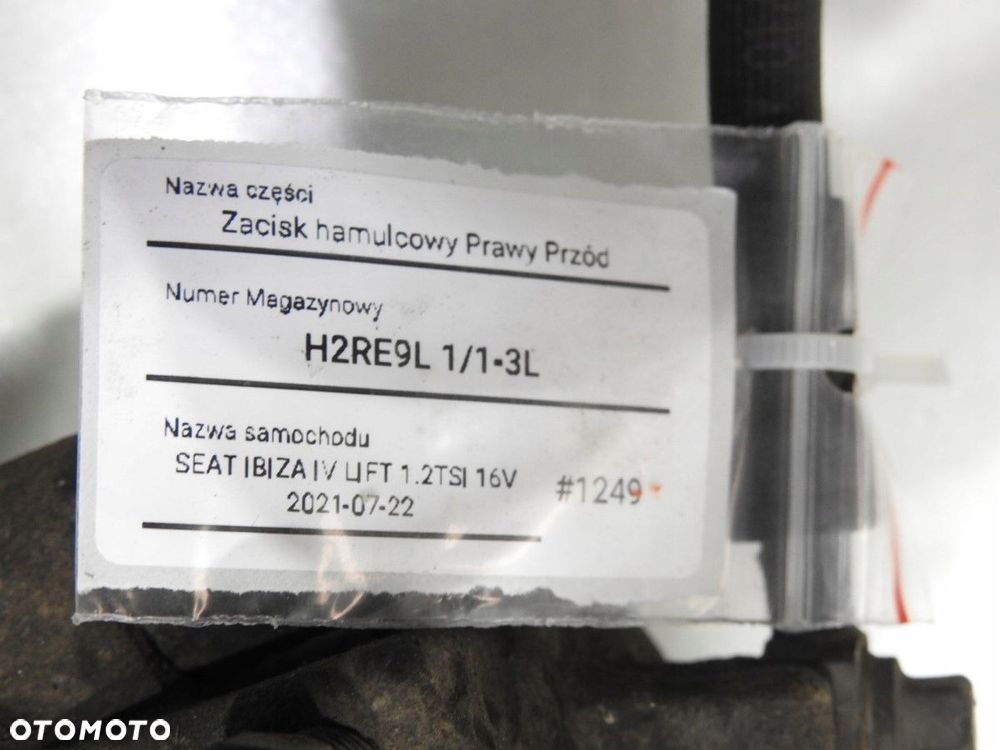 Nazwa części
Zacisk hamulcowy Prawy Przód
Numer Magazynowy
H2RE9L 1/1-3L
Nazwa samochodu
SEAT IBIZA IV LIFT 1.2TSI 16V
2021-07-22
#1249
OTOMOTO